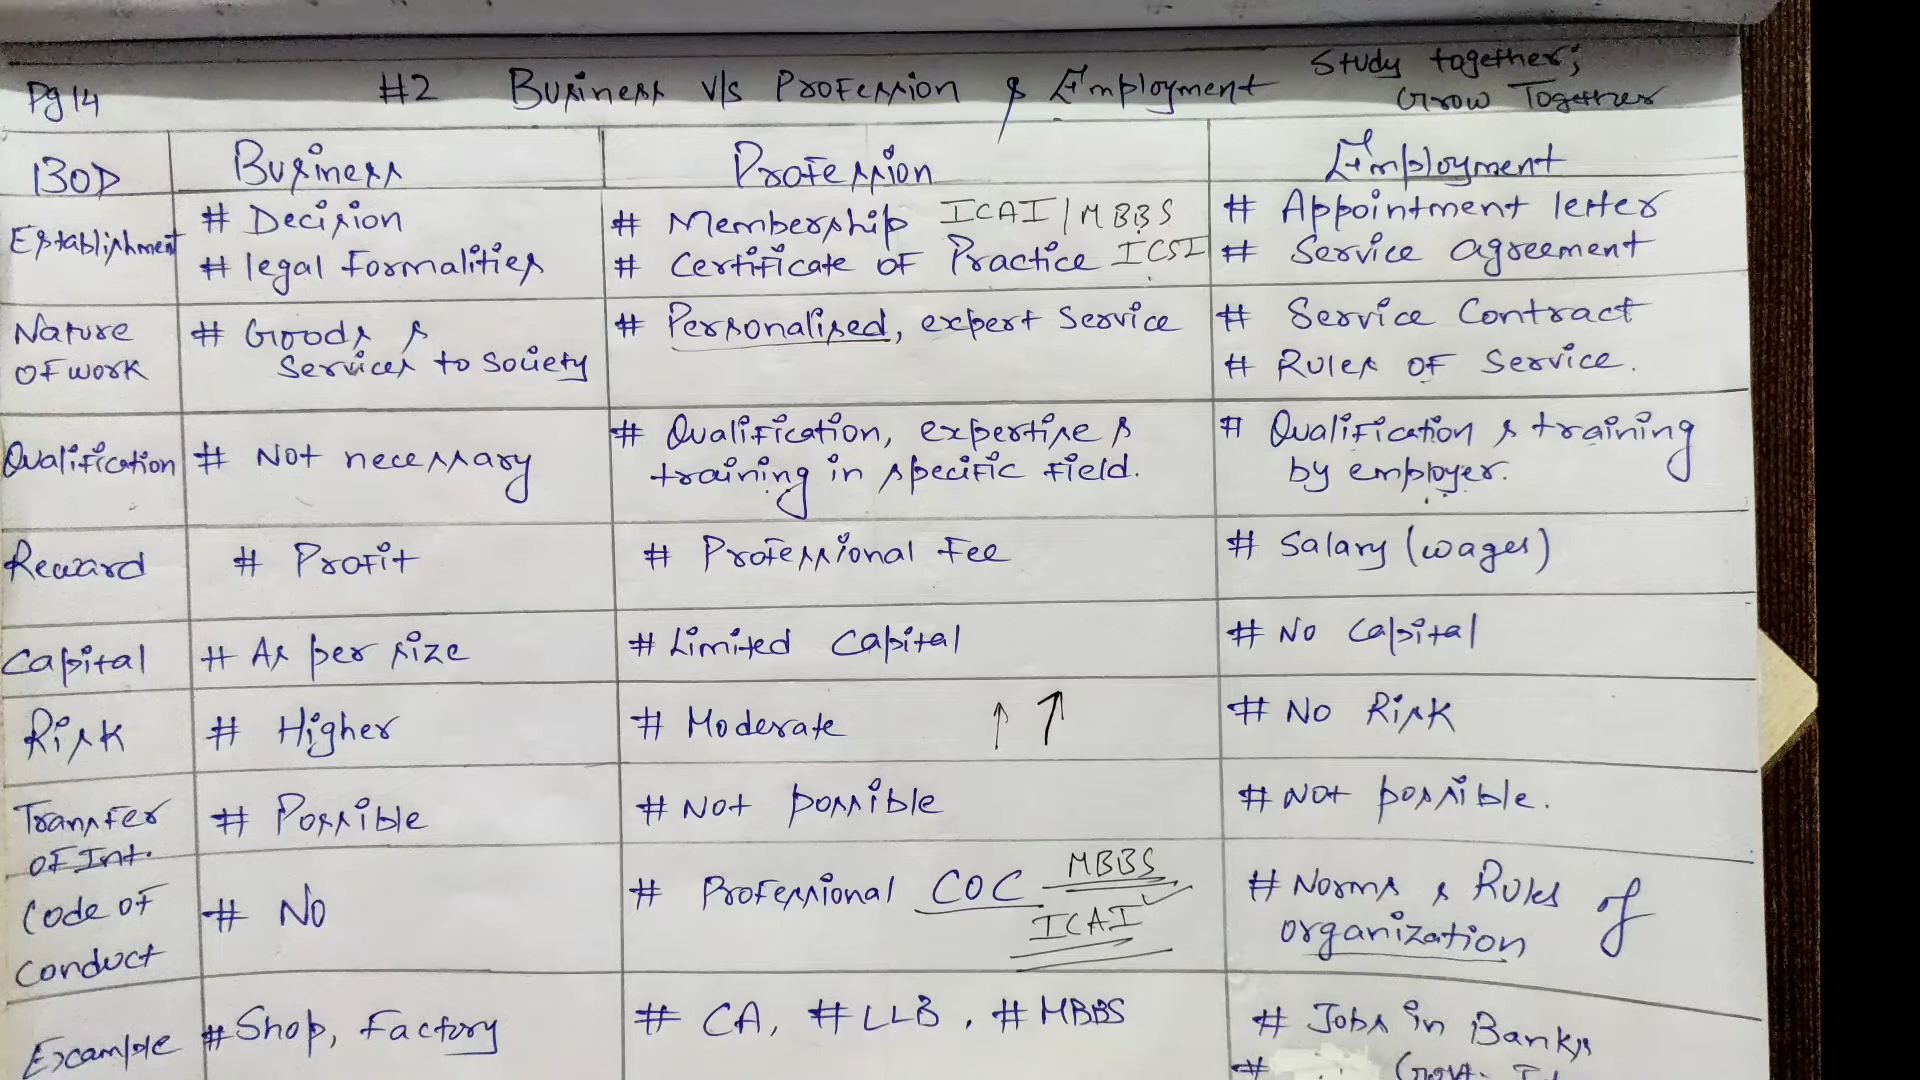 Pg 14 #2 Business v/s Profession & Employment Study together;
Grow Together
BOD Business Profession Employment
Establishment # Decision # Membership ICAI | MBBS # Appointment letter
# legal Formalities # Certificate of Practice ICSI # Service agreement
Nature # Goods & # Personalised, expert Service # Service Contract
of work Services to Society # Rules of Service.
Qualification # Not necessary # Qualification, expertise & # Qualification & training
training in specific Field. by employer.
Reward # Profit # Professional Fee # Salary (wages)
Capital # As per size # Limited Capital # No Capital
Risk # Higher # Moderate ↑ ↑ # No Risk
Transfer # Possible # Not possible # Not possible.
of Int.
Code of # No # Professional COC MBBS # Norms & Rules of
Conduct ICAI organization
Example # Shop, Factory # CA, # LLB, # MBBS # Jobs in Banks
# Govt.